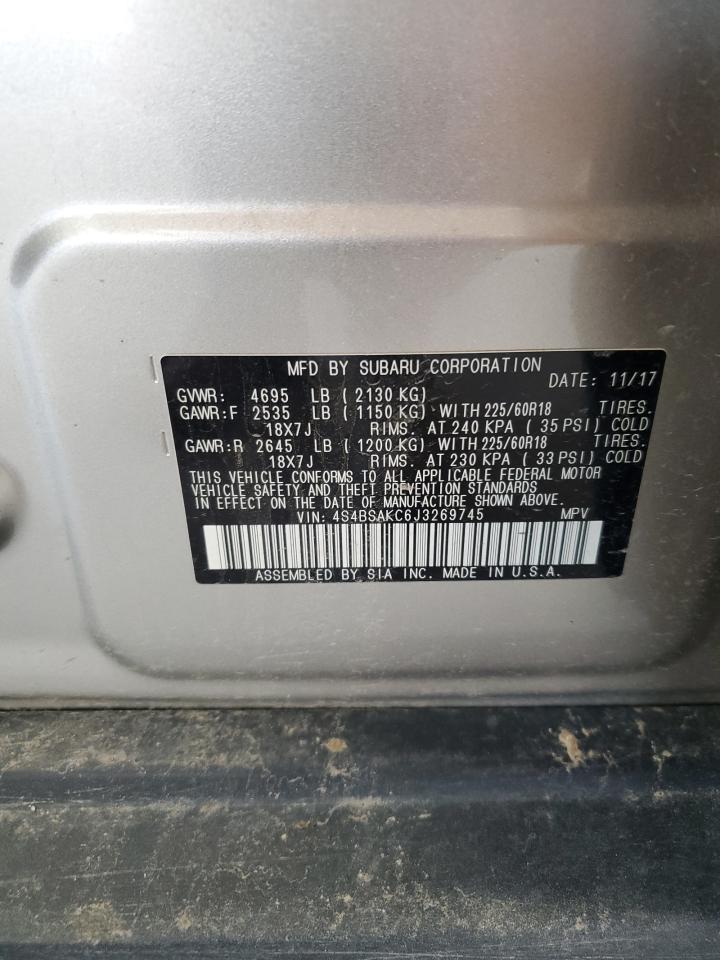 MFD BY SUBARU CORPORATION
DATE: 11/17
GVWR: 4695 LB ( 2130 KG)
GAWR:F 2535 LB ( 1150 KG) WITH 225/60R18 TIRES.
18X7J RIMS. AT 240 KPA ( 35 PSI) COLD
GAWR:R 2645 LB ( 1200 KG) WITH 225/60R18 TIRES.
18X7J RIMS. AT 230 KPA ( 33 PSI) COLD
THIS VEHICLE CONFORMS TO ALL APPLICABLE FEDERAL MOTOR
VEHICLE SAFETY AND THEFT PREVENTION STANDARDS
IN EFFECT ON THE DATE OF MANUFACTURE SHOWN ABOVE.
VIN: 4S4BSAKC6J3269745 MPV
ASSEMBLED BY SIA INC. MADE IN U.S.A.